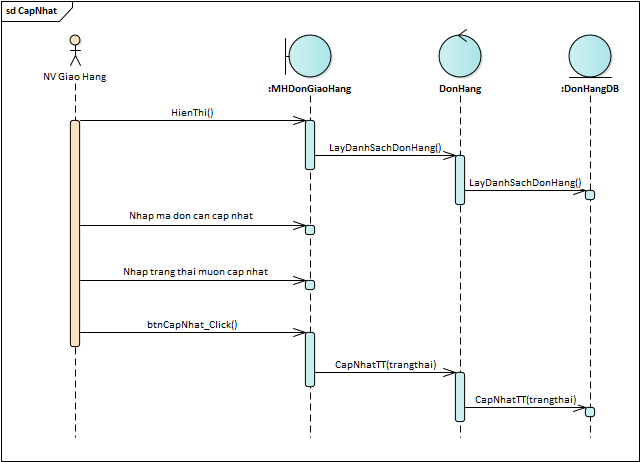 sd CapNhat
NV Giao Hang
:MHDonGiaoHang
DonHang
:DonHangDB
HienThi()
LayDanhSachDonHang()
LayDanhSachDonHang()
Nhap ma don can cap nhat
Nhap trang thai muon cap nhat
btnCapNhat_Click()
CapNhatTT(trangthai)
CapNhatTT(trangthai)